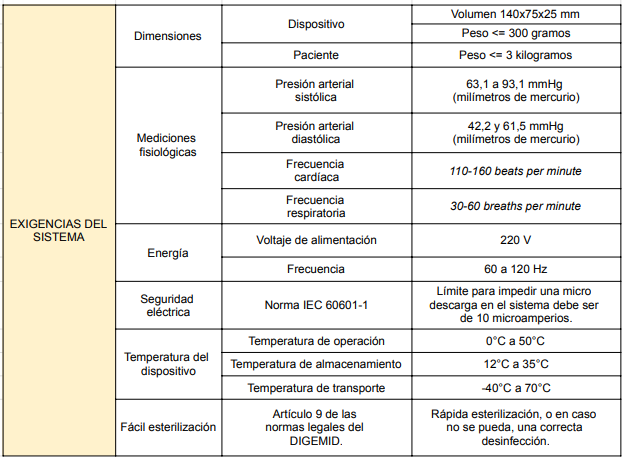 EXIGENCIAS DEL
SISTEMA
Dimensiones
Dispositivo
Volumen 140x75x25 mm
Peso <= 300 gramos
Paciente
Peso <= 3 kilogramos
Mediciones
fisiológicas
Presión arterial
sistólica
63,1 a 93,1 mmHg
(milímetros de mercurio)
Presión arterial
diastólica
42,2 y 61,5 mmHg
(milímetros de mercurio)
Frecuencia
cardíaca
110-160 beats per minute
Frecuencia
respiratoria
30-60 breaths per minute
Energía
Voltaje de alimentación
220 V
Frecuencia
60 a 120 Hz
Seguridad
eléctrica
Norma IEC 60601-1
Límite para impedir una micro
descarga en el sistema debe ser
de 10 microamperios.
Temperatura del
dispositivo
Temperatura de operación
0°C a 50°C
Temperatura de almacenamiento
12°C a 35°C
Temperatura de transporte
-40°C a 70°C
Fácil esterilización
Artículo 9 de las
normas legales del
DIGEMID.
Rápida esterilización, o en caso
no se pueda, una correcta
desinfección.